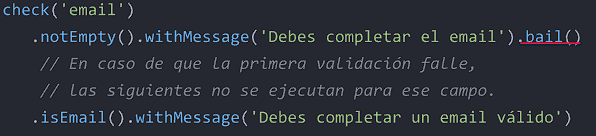 check('email')
.notEmpty().withMessage('Debes completar el email').bail()
// En caso de que la primera validación falle,
// las siguientes no se ejecutan para ese campo.
.isEmail().withMessage('Debes completar un email válido')